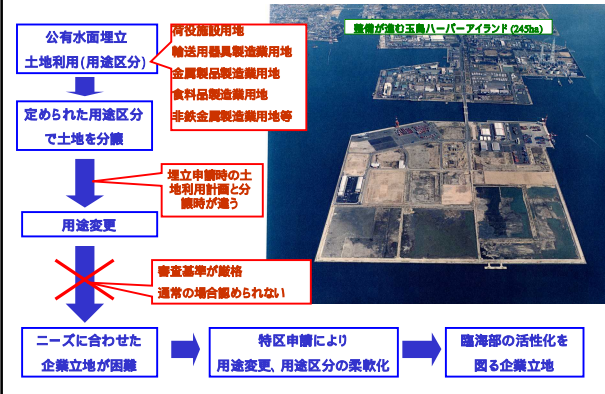 公有水面埋立
土地利用(用途区分)
荷役施設用地
輸送用器具製造業用地
金属製品製造業用地
食料品製造業用地
非鉄金属製造業用地等
整備が進む玉島ハーバーアイランド(245ha)
定められた用途区分
で土地を分譲
埋立申請時の土
地利用計画と分
譲時が違う
用途変更
審査基準が厳格
通常の場合認められない
ニーズに合わせた
企業立地が困難
特区申請により
用途変更、用途区分の柔軟化
臨海部の活性化を
図る企業立地